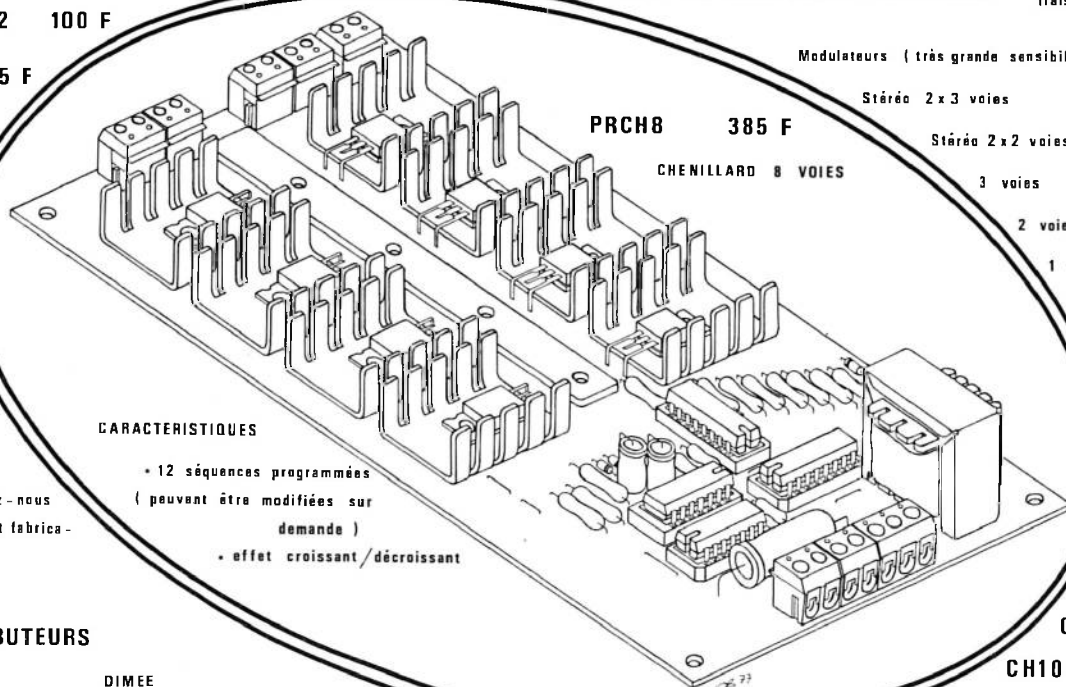 2 100 F
5 F
Modulateurs ( très grande sensibil
Stéréo 2 x 3 voies
Stéréo 2 x 2 voies
3 voies
2 voie
1
PRCH8 385 F
CHENILLARD 8 VOIES
CARACTERISTIQUES
• 12 séquences programmées
( peuvent être modifiées sur
demande )
• effet croissant/décroissant
z-nous
t fabrica-
BUTEURS
DIMEE
CH10